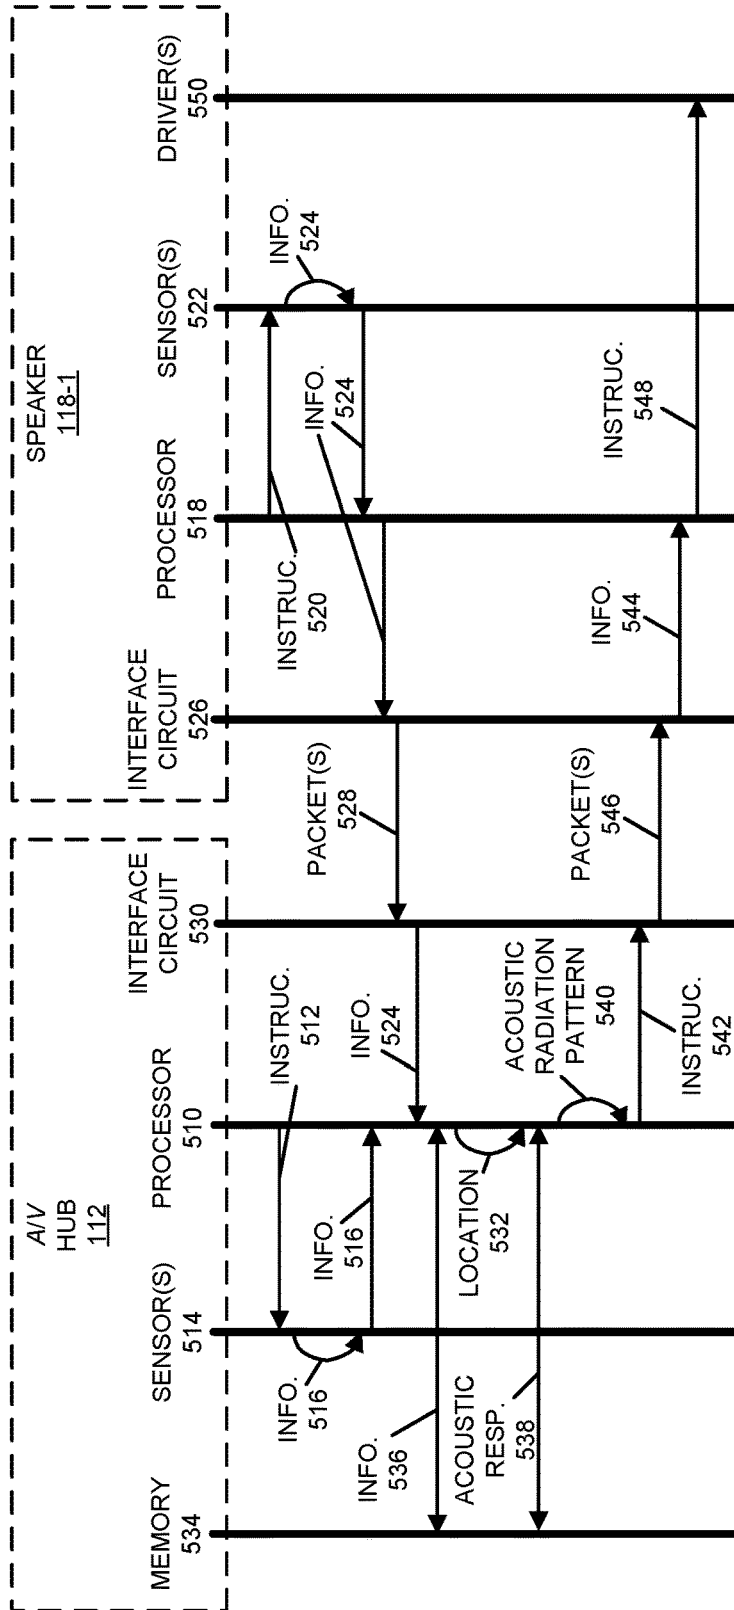 A/V
HUB
112
SPEAKER
118-1
MEMORY
534
SENSOR(S)
514
PROCESSOR
510
INTERFACE
CIRCUIT
530
INTERFACE
CIRCUIT
526
PROCESSOR
518
SENSOR(S)
522
DRIVER(S)
550
INSTRUC.
512
INFO.
516
INFO.
516
INSTRUC.
520
INFO.
524
INFO.
524
PACKET(S)
528
INFO.
524
INFO.
536
LOCATION
532
ACOUSTIC
RESP.
538
ACOUSTIC
RADIATION
PATTERN
540
INSTRUC.
542
PACKET(S)
546
INFO.
544
INSTRUC.
548